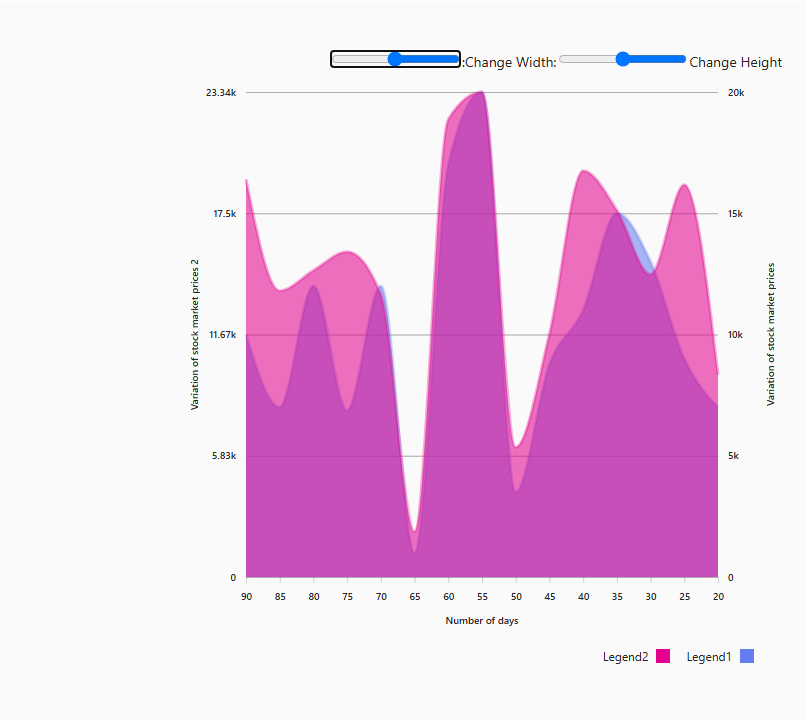 :Change Width:
Change Height
23.34k
20k
17.5k
15k
Variation of stock market prices 2
Variation of stock market prices
11.67k
10k
5.83k
5k
0
0
90 85 80 75 70 65 60 55 50 45 40 35 30 25 20
Number of days
Legend2 Legend1